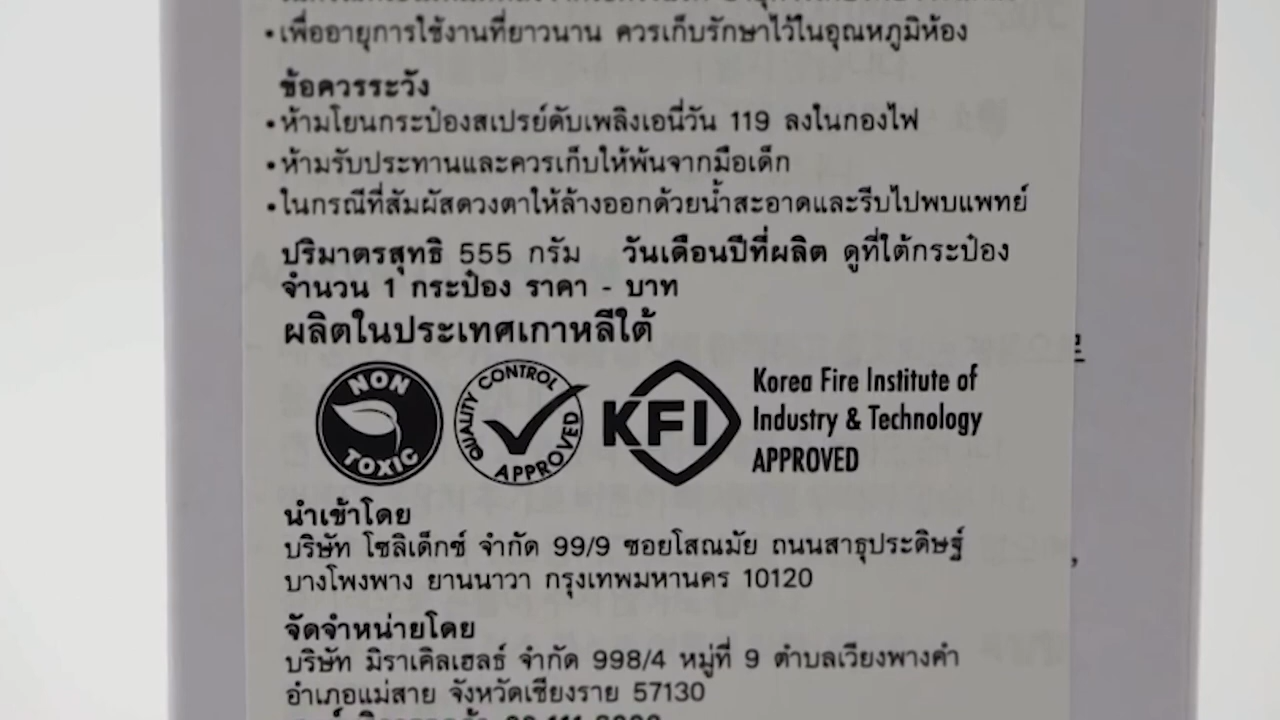 •เพื่ออายุการใช้งานที่ยาวนาน ควรเก็บรักษาไว้ในอุณหภูมิห้อง
ข้อควรระวัง
•ห้ามโยนกระป๋องสเปรย์ดับเพลิงเอนี่วัน 119 ลงในกองไฟ
•ห้ามรับประทานและควรเก็บให้พ้นจากมือเด็ก
•ในกรณีที่สัมผัสดวงตาให้ล้างออกด้วยน้ำสะอาดและรีบไปพบแพทย์
ปริมาตรสุทธิ 555 กรัม วันเดือนปีที่ผลิต ดูที่ใต้กระป๋อง
จำนวน 1 กระป๋อง ราคา - บาท
ผลิตในประเทศเกาหลีใต้
NON TOXIC
QUALITY CONTROL APPROVED
KFI
Korea Fire Institute of
Industry & Technology
APPROVED
นำเข้าโดย
บริษัท โซลิเด็กซ์ จำกัด 99/9 ซอยโสณมัย ถนนสาธุประดิษฐ์
บางโพงพาง ยานนาวา กรุงเทพมหานคร 10120
จัดจำหน่ายโดย
บริษัท มิราเคิลเฮลธ์ จำกัด 998/4 หมู่ที่ 9 ตำบลเวียงพางคำ
อำเภอแม่สาย จังหวัดเชียงราย 57130